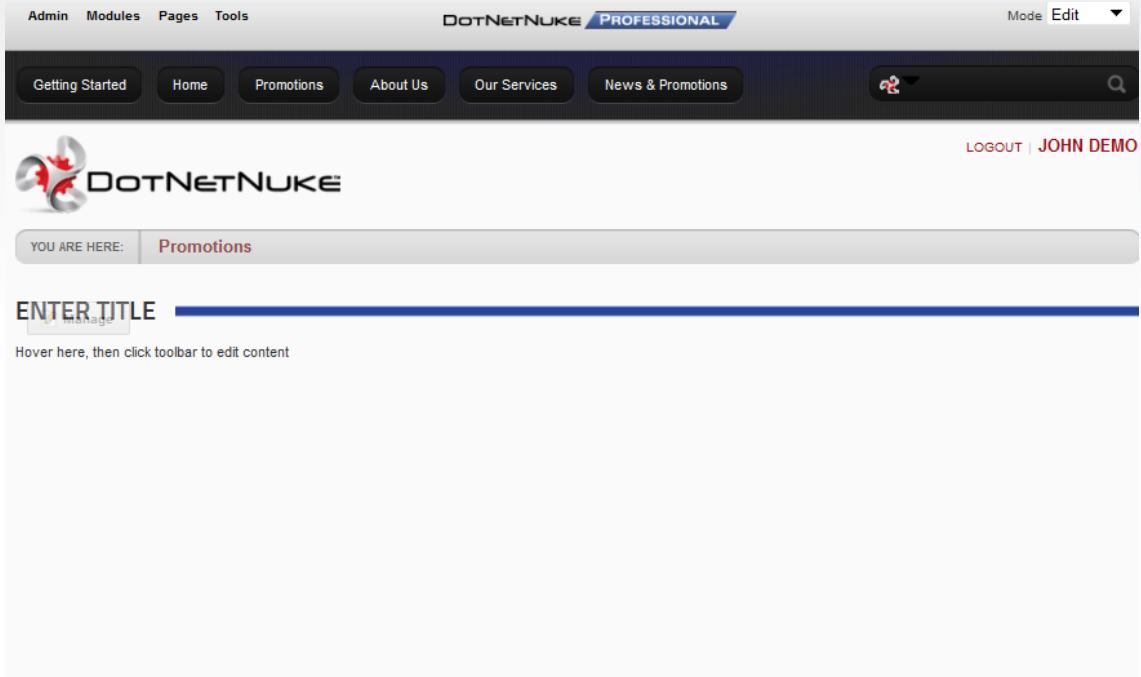 Admin Modules Pages Tools DOTNETNUKE PROFESSIONAL Mode Edit
Getting Started Home Promotions About Us Our Services News & Promotions
LOGOUT | JOHN DEMO
DOTNETNUKE
YOU ARE HERE: Promotions
ENTER TITLE
Manage
Hover here, then click toolbar to edit content